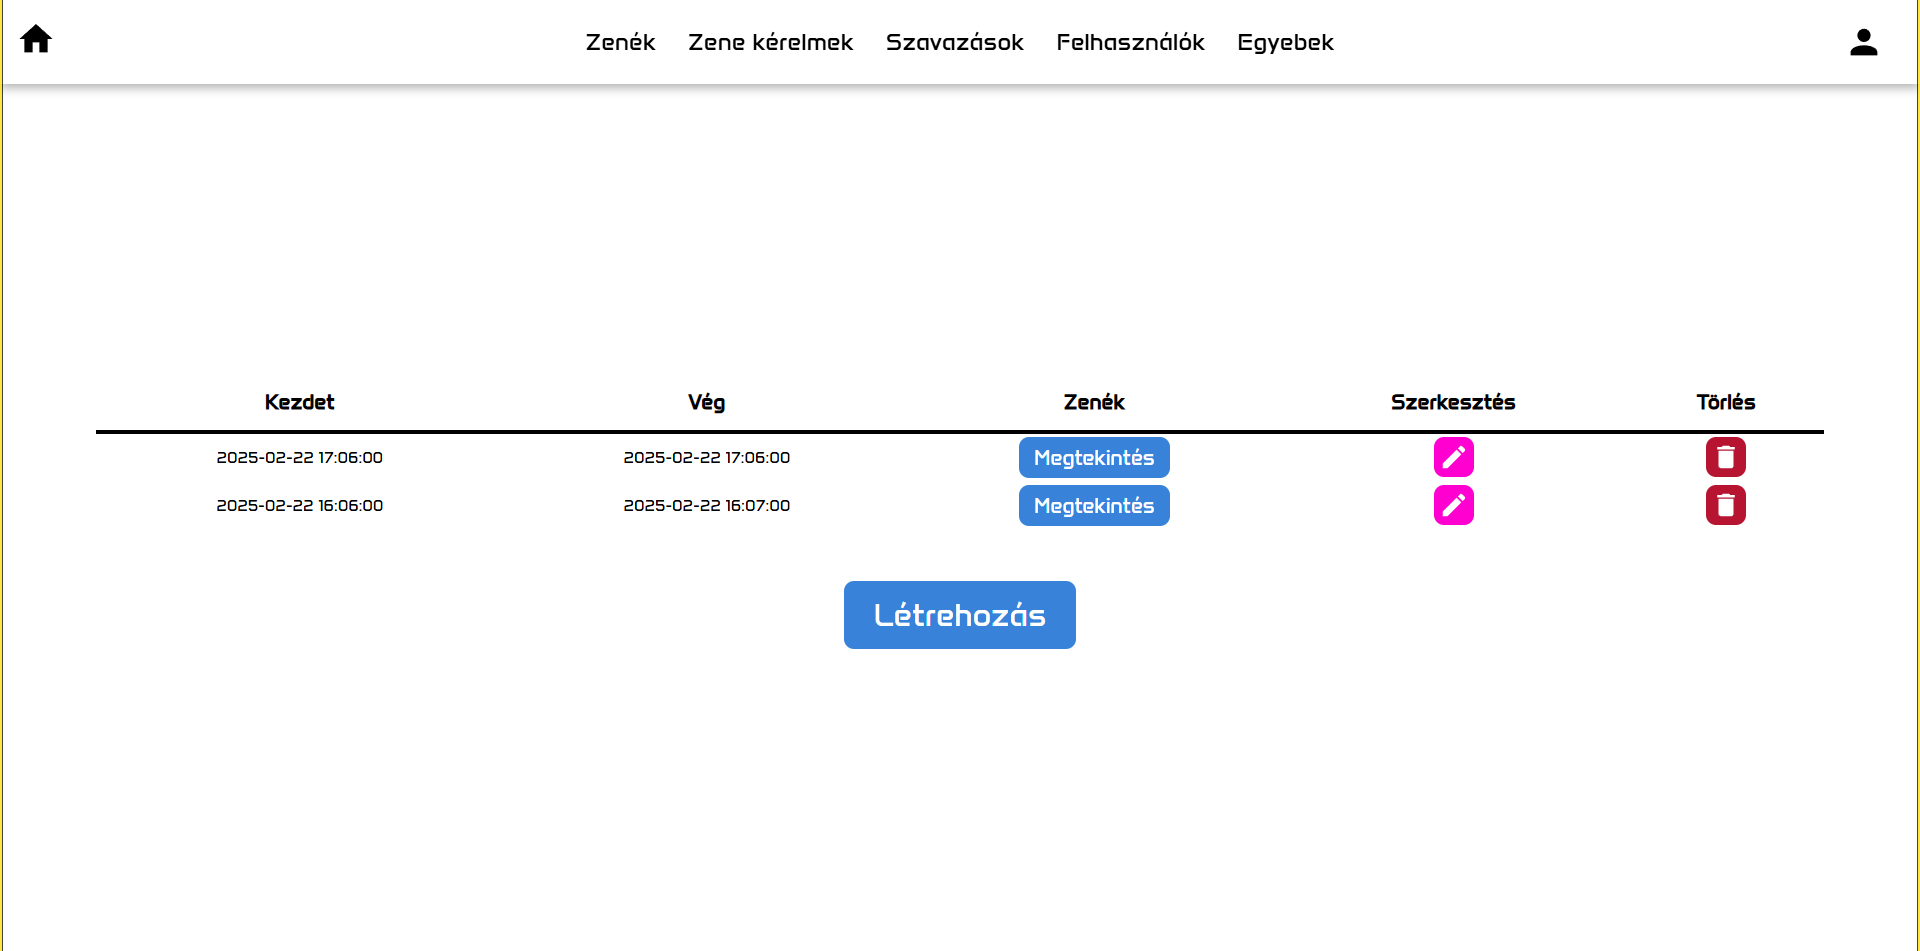 Zenék Zene kérelmek Szavazások Felhasználók Egyebek
Kezdet Vég Zenék Szerkesztés Törlés
2025-02-22 17:06:00 2025-02-22 17:06:00 Megtekintés
2025-02-22 16:06:00 2025-02-22 16:07:00 Megtekintés
Létrehozás